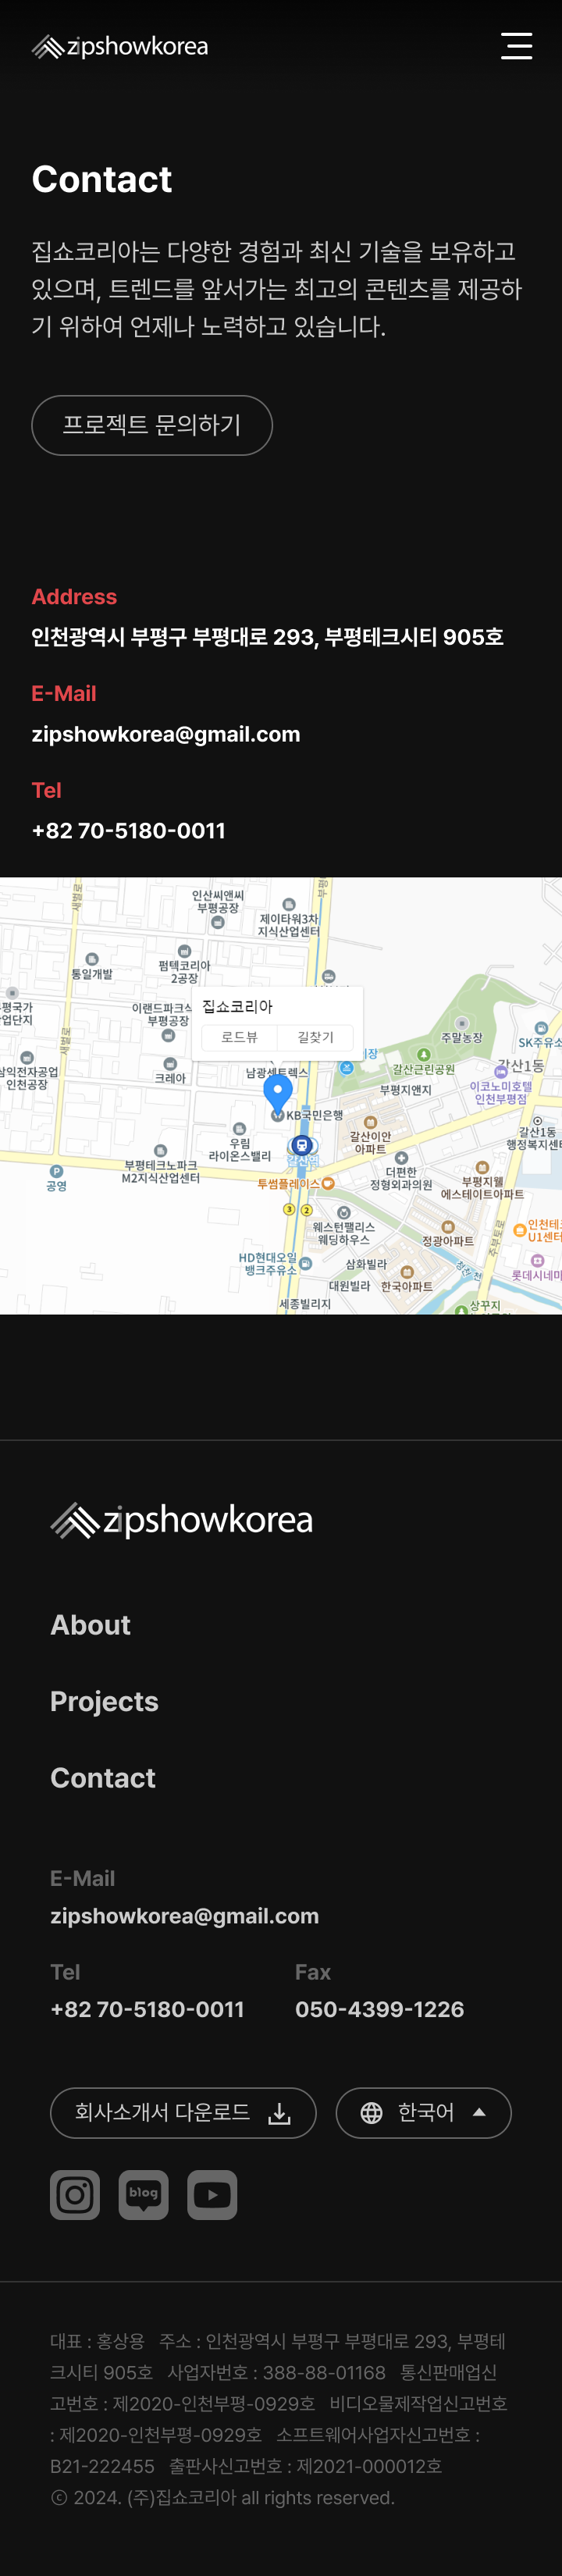 zipshowkorea
Contact
집쇼코리아는 다양한 경험과 최신 기술을 보유하고
있으며, 트렌드를 앞서가는 최고의 콘텐츠를 제공하
기 위하여 언제나 노력하고 있습니다.
프로젝트 문의하기
Address
인천광역시 부평구 부평대로 293, 부평테크시티 905호
E-Mail
zipshowkorea@gmail.com
Tel
+82 70-5180-0011
새벌로
인산씨앤씨
부평공장
제이타워3차
지식산업센터
통일개발
펌텍코리아
2공장
평국가
산업단지
이랜드파크식
부평공장
집쇼코리아
로드뷰
길찾기
주말농장
SK주유소
새벌로
삼익전자공업
인천공장
크레아
남광센트렉스
갈산근린공원
갈산1동
이코노미호텔
인천부평점
부평지앤지
KB국민은행
우림
라이온스밸리
갈산이안
아파트
갈산1동
행정복지센터
갈산역
공영
부평테크노파크
M2지식산업센터
더편한
정형외과의원
부평지웰
에스테이트아파트
투썸플레이스
3
2
웨스턴팰리스
웨딩하우스
정광아파트
주부토로
인천테크
U1센터
HD현대오일
뱅크주유소
삼화빌라
청천천
롯데시네마
대원빌라
한국아파트
세종빌리지
상꾸지
zipshowkorea
About
Projects
Contact
E-Mail
zipshowkorea@gmail.com
Tel
Fax
+82 70-5180-0011
050-4399-1226
회사소개서 다운로드
한국어
blog
대표 : 홍상용 주소 : 인천광역시 부평구 부평대로 293, 부평테
크시티 905호 사업자번호 : 388-88-01168 통신판매업신
고번호 : 제2020-인천부평-0929호 비디오물제작업신고번호
: 제2020-인천부평-0929호 소프트웨어사업자신고번호 :
B21-222455 출판사신고번호 : 제2021-000012호
ⓒ 2024. (주)집쇼코리아 all rights reserved.